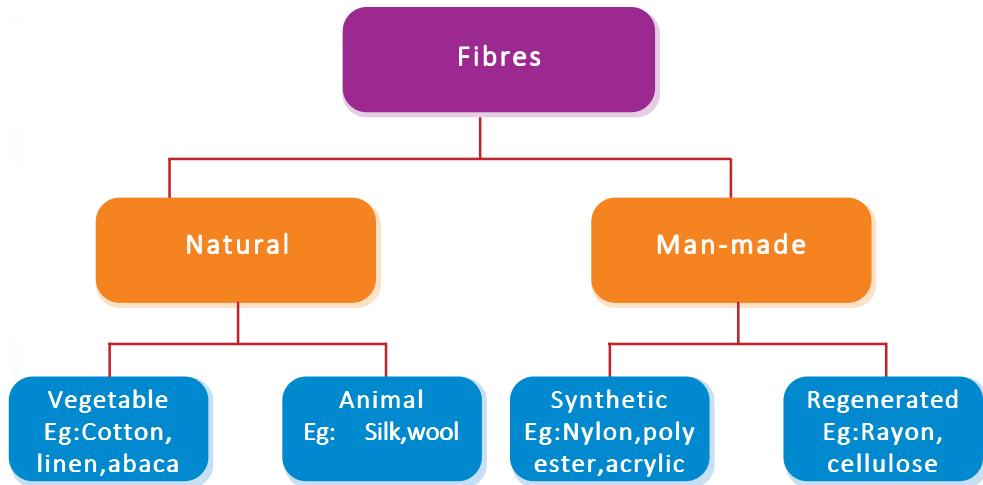 Fibres
Natural
Man-made
Vegetable
Eg:Cotton,
linen,abaca
Animal
Eg: Silk,wool
Synthetic
Eg:Nylon,poly
ester,acrylic
Regenerated
Eg:Rayon,
cellulose